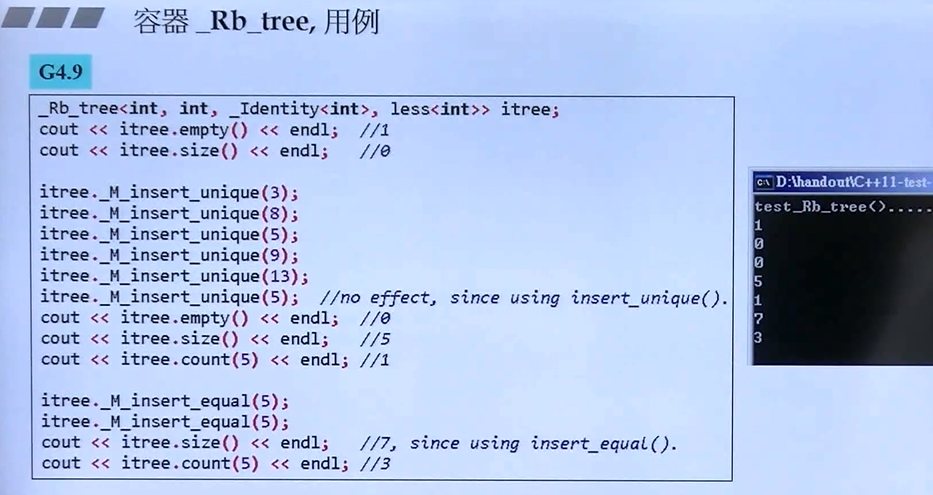 容器 _Rb_tree, 用例
G4.9
_Rb_tree<int, int, _Identity<int>, less<int>> itree;
cout << itree.empty() << endl; //1
cout << itree.size() << endl; //0
itree._M_insert_unique(3);
itree._M_insert_unique(8);
itree._M_insert_unique(5);
itree._M_insert_unique(9);
itree._M_insert_unique(13);
itree._M_insert_unique(5); //no effect, since using insert_unique().
cout << itree.empty() << endl; //0
cout << itree.size() << endl; //5
cout << itree.count(5) << endl; //1
itree._M_insert_equal(5);
itree._M_insert_equal(5);
cout << itree.size() << endl; //7, since using insert_equal().
cout << itree.count(5) << endl; //3
D:\handout\C++11-test-
test_Rb_tree().....
1
0
0
5
1
7
3